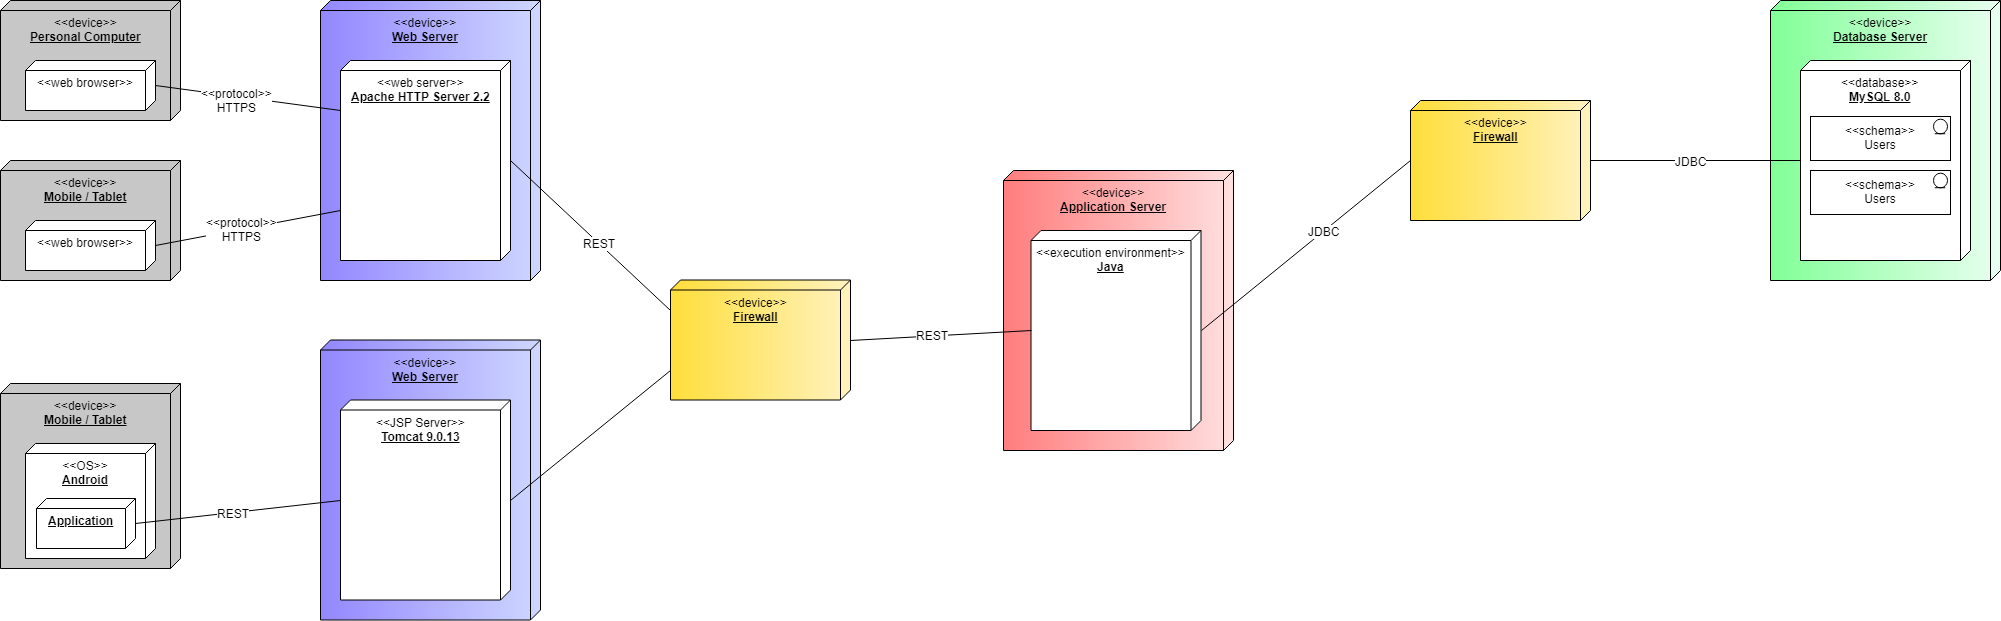 <<device>>
Personal Computer
<<web browser>>
<<protocol>>
HTTPS
<<device>>
Mobile / Tablet
<<web browser>>
<<protocol>>
HTTPS
<<device>>
Mobile / Tablet
<<OS>>
Android
Application
REST
<<device>>
Web Server
<<web server>>
Apache HTTP Server 2.2
<<device>>
Web Server
<<JSP Server>>
Tomcat 9.0.13
REST
<<device>>
Firewall
REST
<<device>>
Application Server
<<execution environment>>
Java
JDBC
<<device>>
Firewall
JDBC
<<device>>
Database Server
<<database>>
MySQL 8.0
<<schema>>
Users
<<schema>>
Users